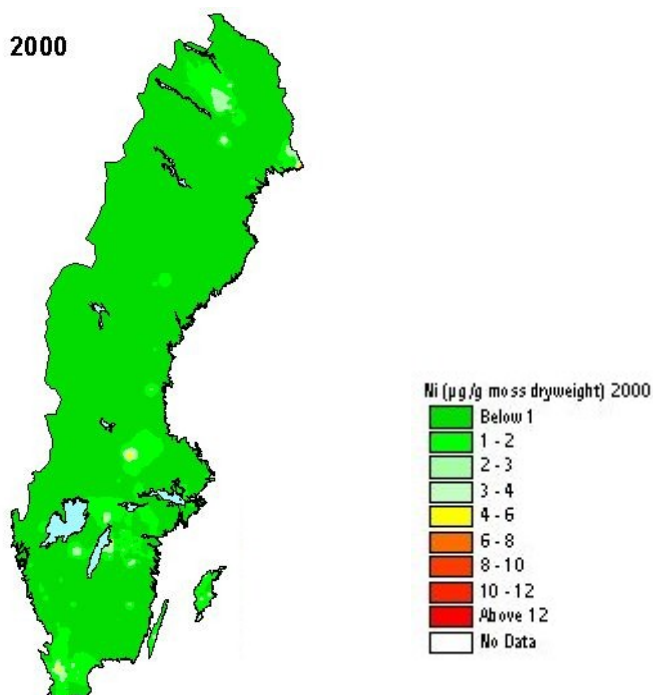 2000
Ni (µg/g moss dryweight) 2000
Below 1
1 - 2
2 - 3
3 - 4
4 - 6
6 - 8
8 - 10
10 - 12
Above 12
No Data